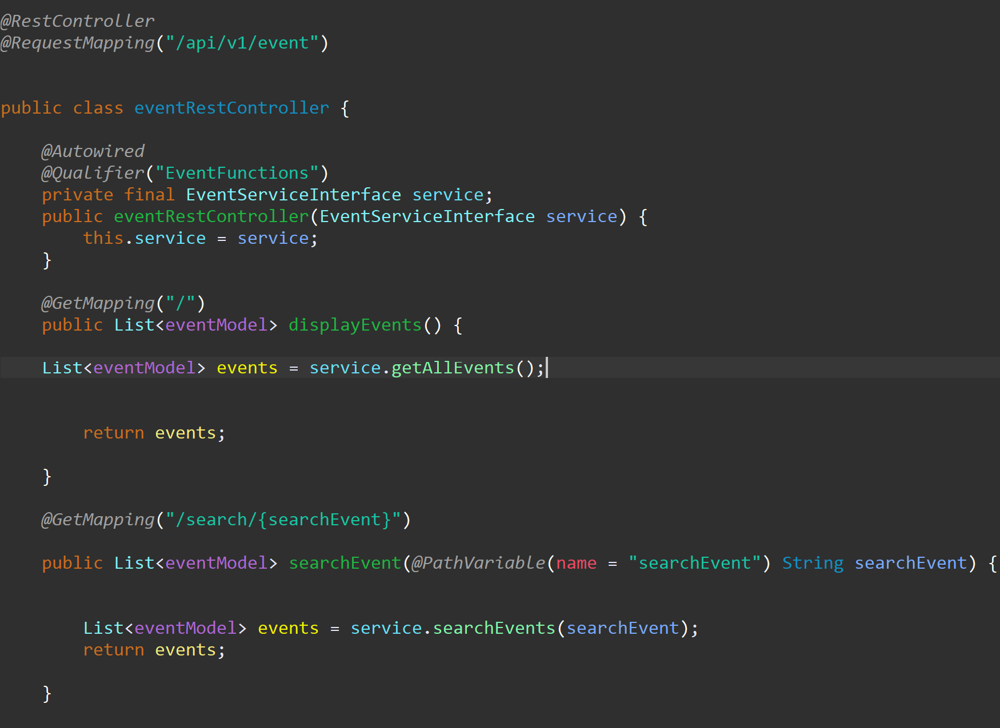 @RestController
@RequestMapping("/api/v1/event")
public class eventRestController {
@Autowired
@Qualifier("EventFunctions")
private final EventServiceInterface service;
public eventRestController(EventServiceInterface service) {
this.service = service;
}
@GetMapping("/")
public List<eventModel> displayEvents() {
List<eventModel> events = service.getAllEvents();
return events;
}
@GetMapping("/search/{searchEvent}")
public List<eventModel> searchEvent(@PathVariable(name = "searchEvent") String searchEvent) {
List<eventModel> events = service.searchEvents(searchEvent);
return events;
}